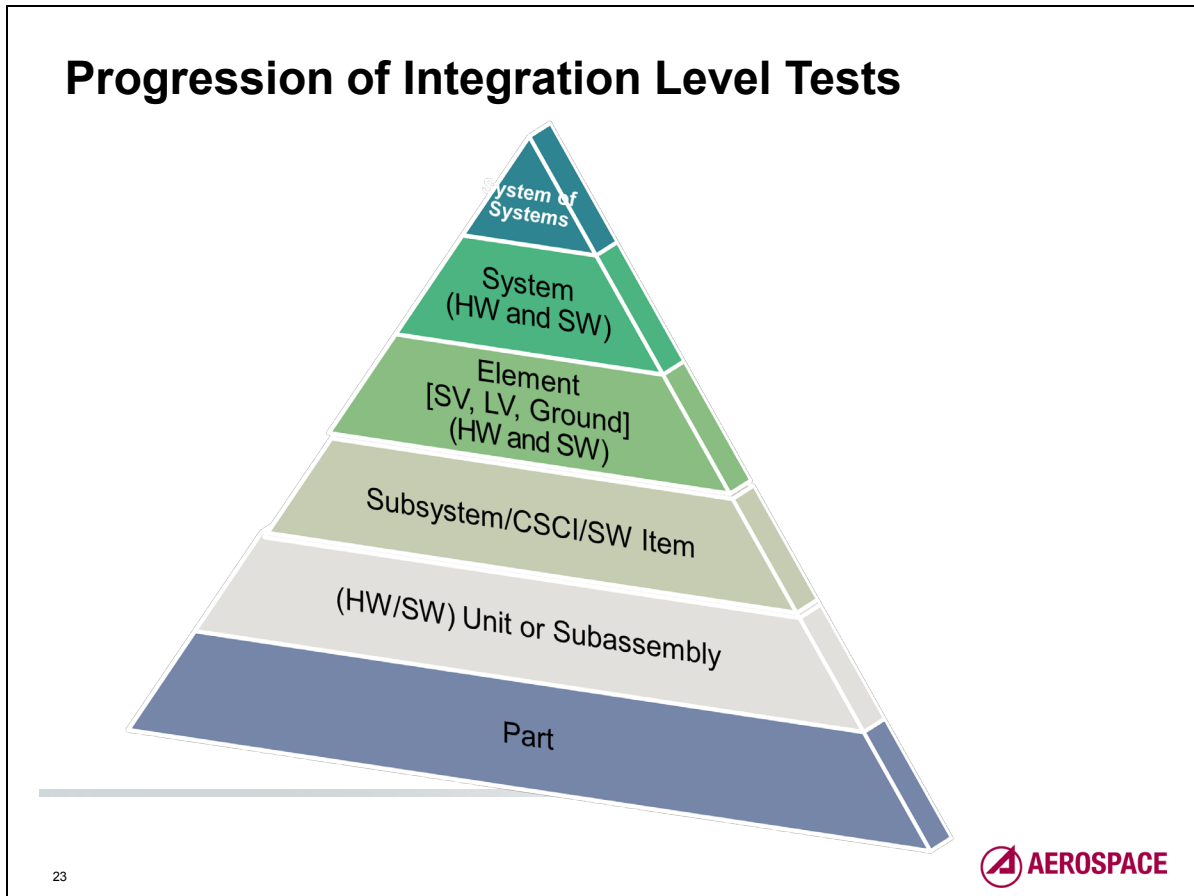 Progression of Integration Level Tests
System of
Systems
System
(HW and SW)
Element
[SV, LV, Ground]
(HW and SW)
Subsystem/CSCI/SW Item
(HW/SW) Unit or Subassembly
Part
23
AEROSPACE